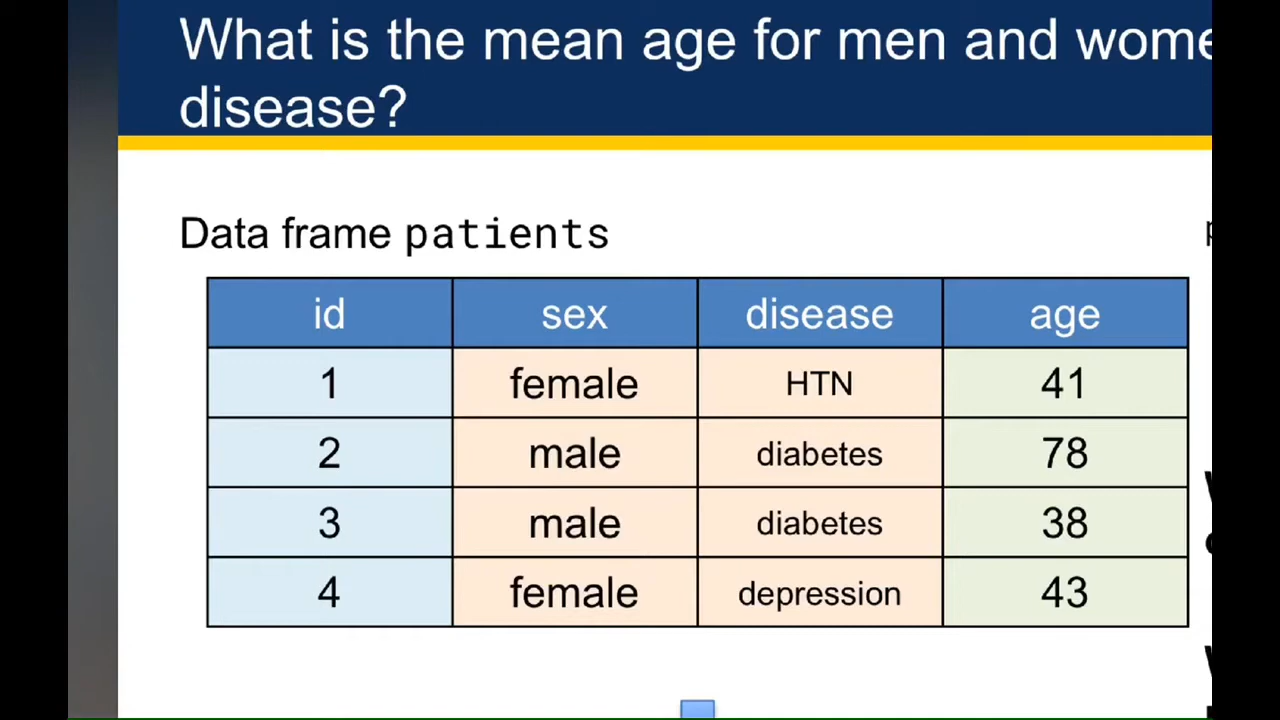 What is the mean age for men and wome
disease?
Data frame patients
id sex disease age
1 female HTN 41
2 male diabetes 78
3 male diabetes 38
4 female depression 43